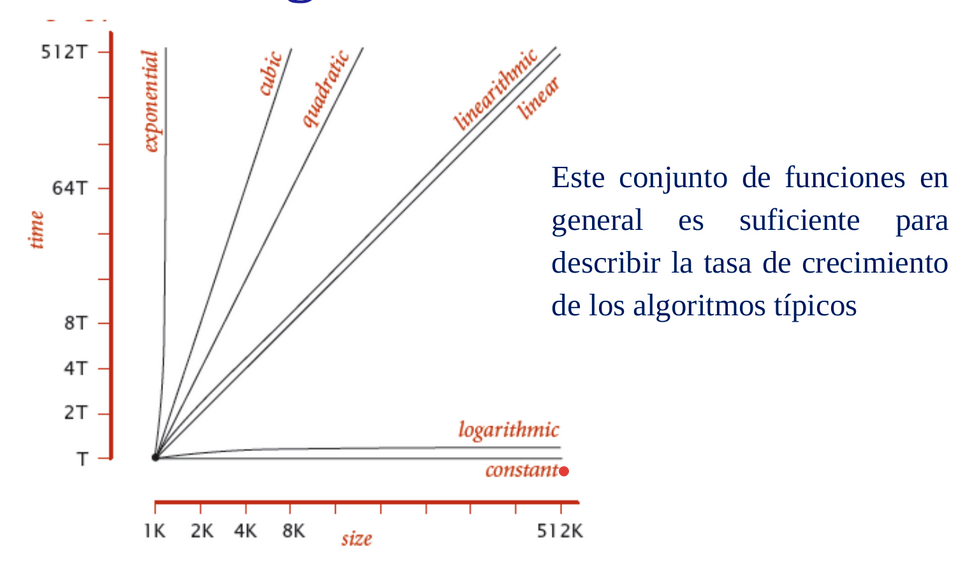 512T
64T
8T
4T
2T
T
time
exponential
cubic
quadratic
linearithmic
linear
logarithmic
constant
1K 2K 4K 8K 512K
size
Este conjunto de funciones en
general es suficiente para
describir la tasa de crecimiento
de los algoritmos típicos